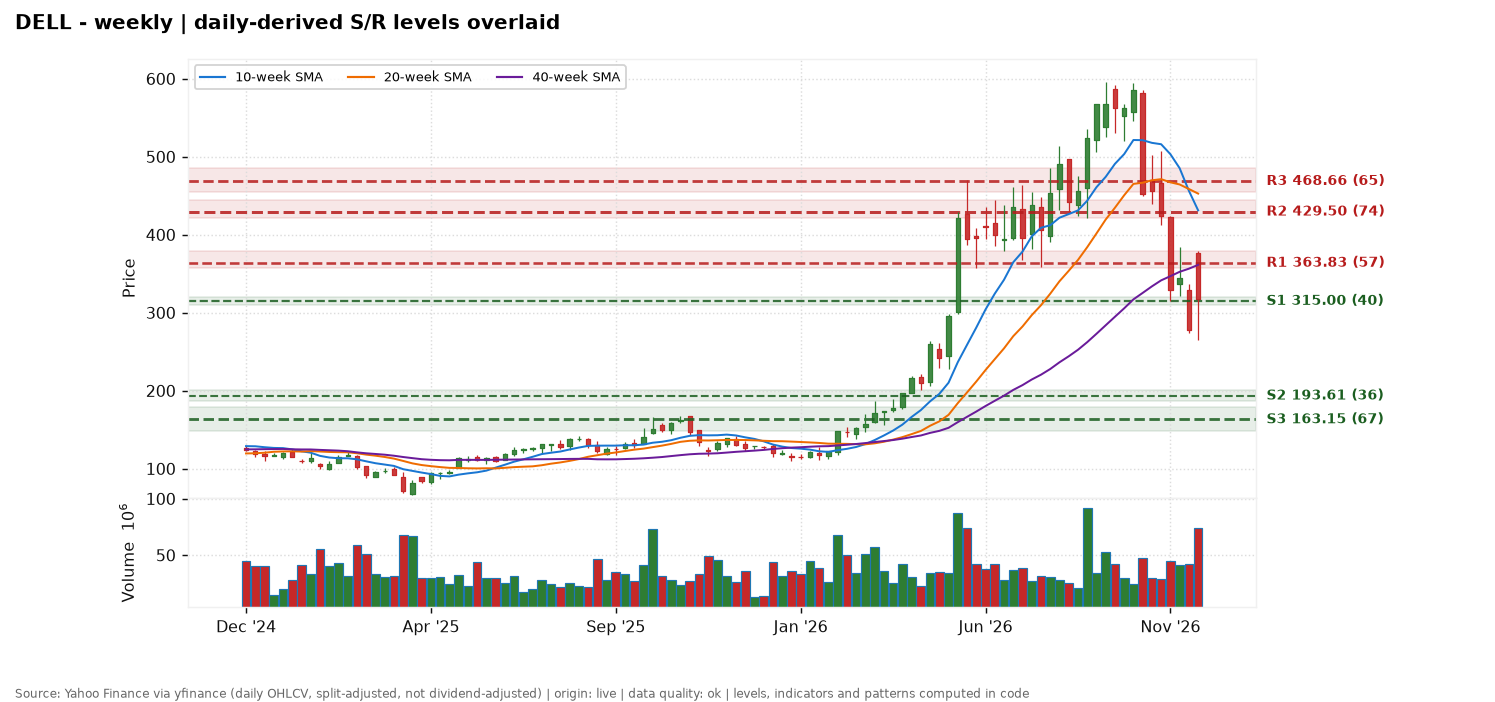 DELL - weekly | daily-derived S/R levels overlaid
10-week SMA
20-week SMA
40-week SMA
600
500
400
300
200
100
Price
R3 468.66 (65)
R2 429.50 (74)
R1 363.83 (57)
S1 315.00 (40)
S2 193.61 (36)
S3 163.15 (67)
100
50
Volume 10⁶
Dec '24
Apr '25
Sep '25
Jan '26
Jun '26
Nov '26
Source: Yahoo Finance via yfinance (daily OHLCV, split-adjusted, not dividend-adjusted) | origin: live | data quality: ok | levels, indicators and patterns computed in code